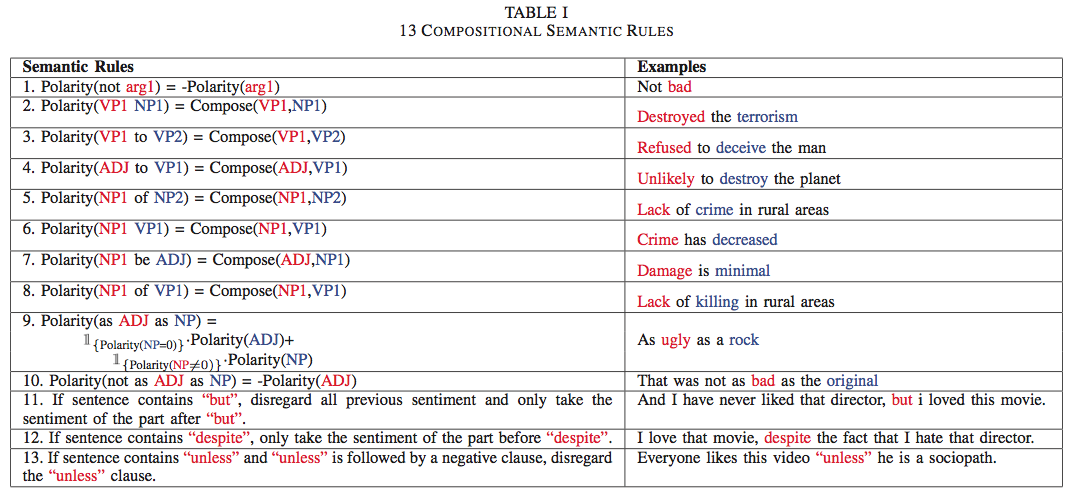 TABLE I
13 COMPOSITIONAL SEMANTIC RULES
Semantic Rules Examples
1. Polarity(not arg1) = -Polarity(arg1) Not bad
2. Polarity(VP1 NP1) = Compose(VP1,NP1) Destroyed the terrorism
3. Polarity(VP1 to VP2) = Compose(VP1,VP2) Refused to deceive the man
4. Polarity(ADJ to VP1) = Compose(ADJ,VP1) Unlikely to destroy the planet
5. Polarity(NP1 of NP2) = Compose(NP1,NP2) Lack of crime in rural areas
6. Polarity(NP1 VP1) = Compose(NP1,VP1) Crime has decreased
7. Polarity(NP1 be ADJ) = Compose(ADJ,NP1) Damage is minimal
8. Polarity(NP1 of VP1) = Compose(NP1,VP1) Lack of killing in rural areas
9. Polarity(as ADJ as NP) =
𝟙{Polarity(NP=0)}·Polarity(ADJ)+ As ugly as a rock
𝟙{Polarity(NP≠0)}·Polarity(NP)
10. Polarity(not as ADJ as NP) = -Polarity(ADJ) That was not as bad as the original
11. If sentence contains “but”, disregard all previous sentiment and only take the And I have never liked that director, but i loved this movie.
sentiment of the part after “but”.
12. If sentence contains “despite”, only take the sentiment of the part before “despite”. I love that movie, despite the fact that I hate that director.
13. If sentence contains “unless” and “unless” is followed by a negative clause, disregard Everyone likes this video “unless” he is a sociopath.
the “unless” clause.